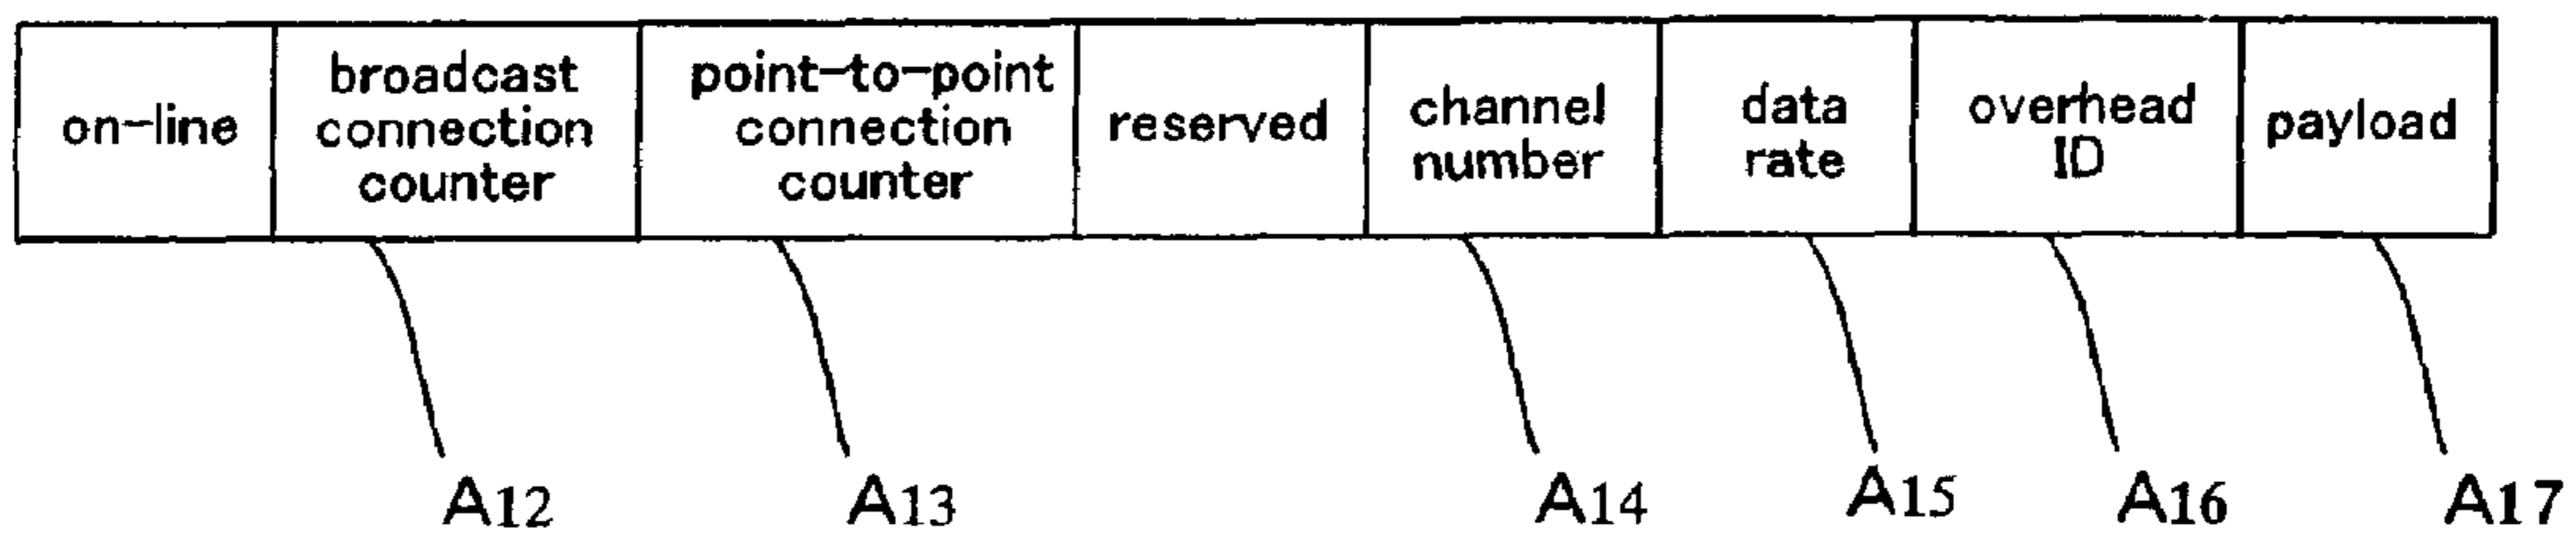 on-line
broadcast
connection
counter
point-to-point
connection
counter
reserved
channel
number
data
rate
overhead
ID
payload
A12
A13
A14
A15
A16
A17